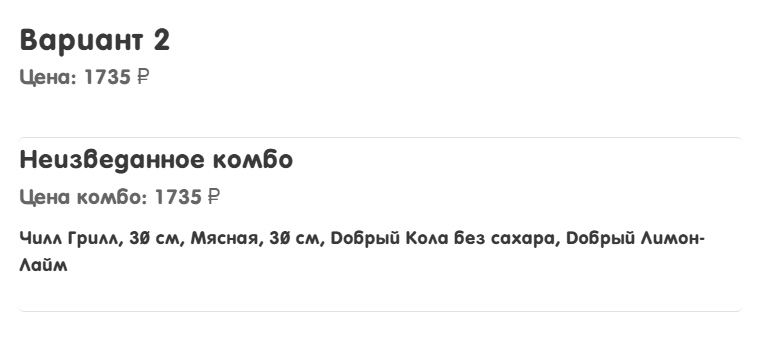 Вариант 2
Цена: 1735 ₽
Неизведанное комбо
Цена комбо: 1735 ₽
Чилл Грилл, 30 см, Мясная, 30 см, Добрый Кола без сахара, Добрый Лимон-
Лайм